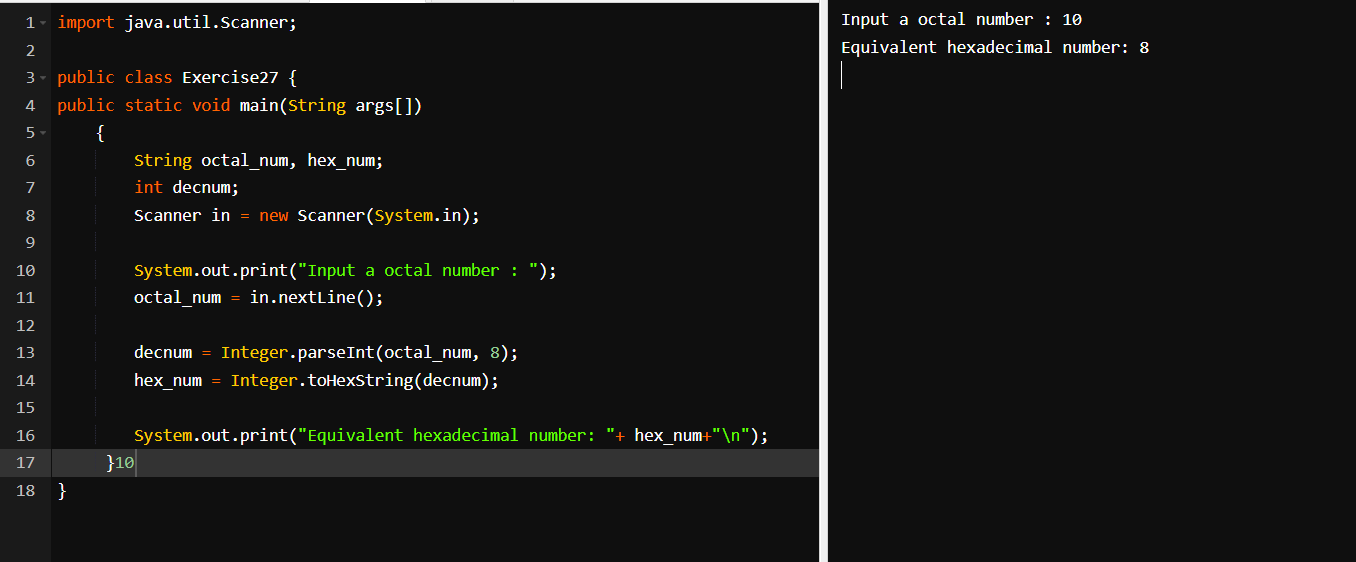 1 import java.util.Scanner;
2
3 public class Exercise27 {
4 public static void main(String args[])
5     {
6         String octal_num, hex_num;
7         int decnum;
8         Scanner in = new Scanner(System.in);
9
10         System.out.print("Input a octal number : ");
11         octal_num = in.nextLine();
12
13         decnum = Integer.parseInt(octal_num, 8);
14         hex_num = Integer.toHexString(decnum);
15
16         System.out.print("Equivalent hexadecimal number: "+ hex_num+"\n");
17      }10
18 }
Input a octal number : 10
Equivalent hexadecimal number: 8